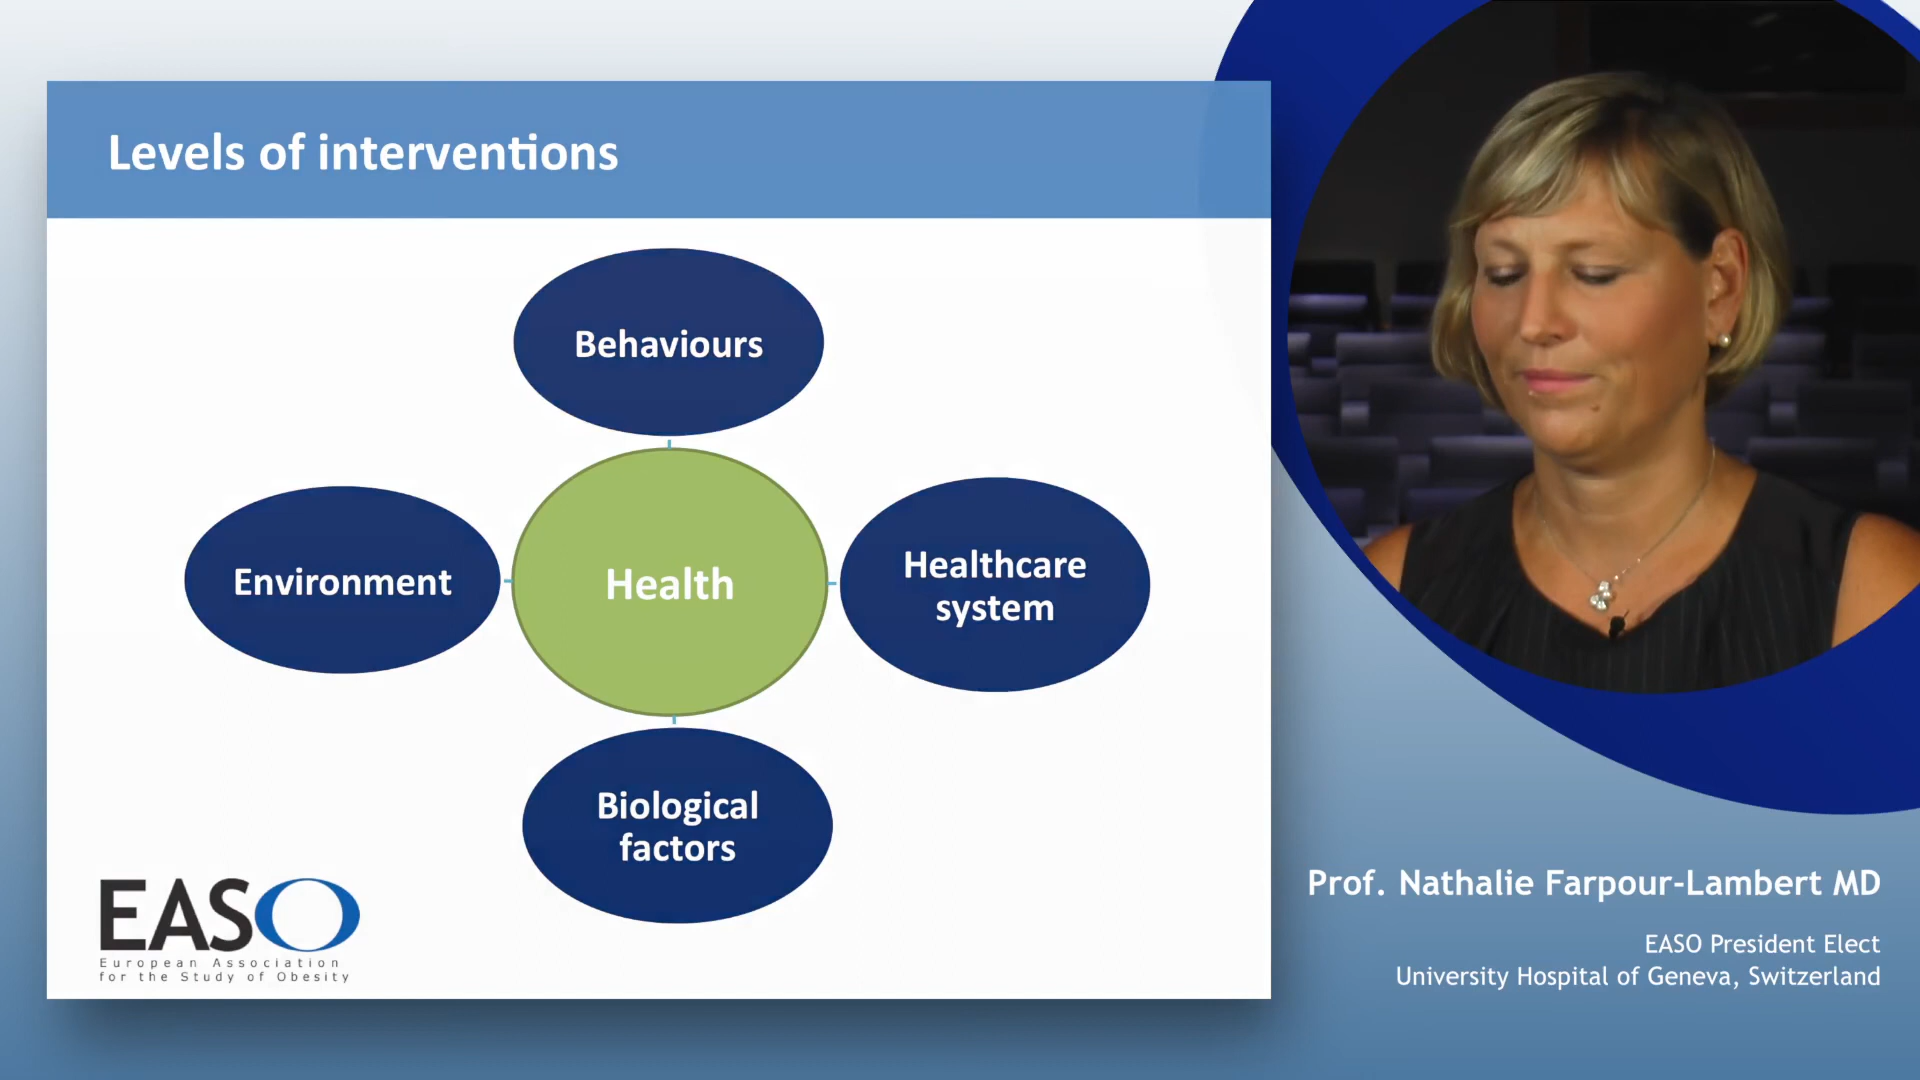 Levels of interventions
Behaviours
Environment
Health
Healthcare
system
Biological
factors
EASO
European Association
for the Study of Obesity
Prof. Nathalie Farpour-Lambert MD
EASO President Elect
University Hospital of Geneva, Switzerland